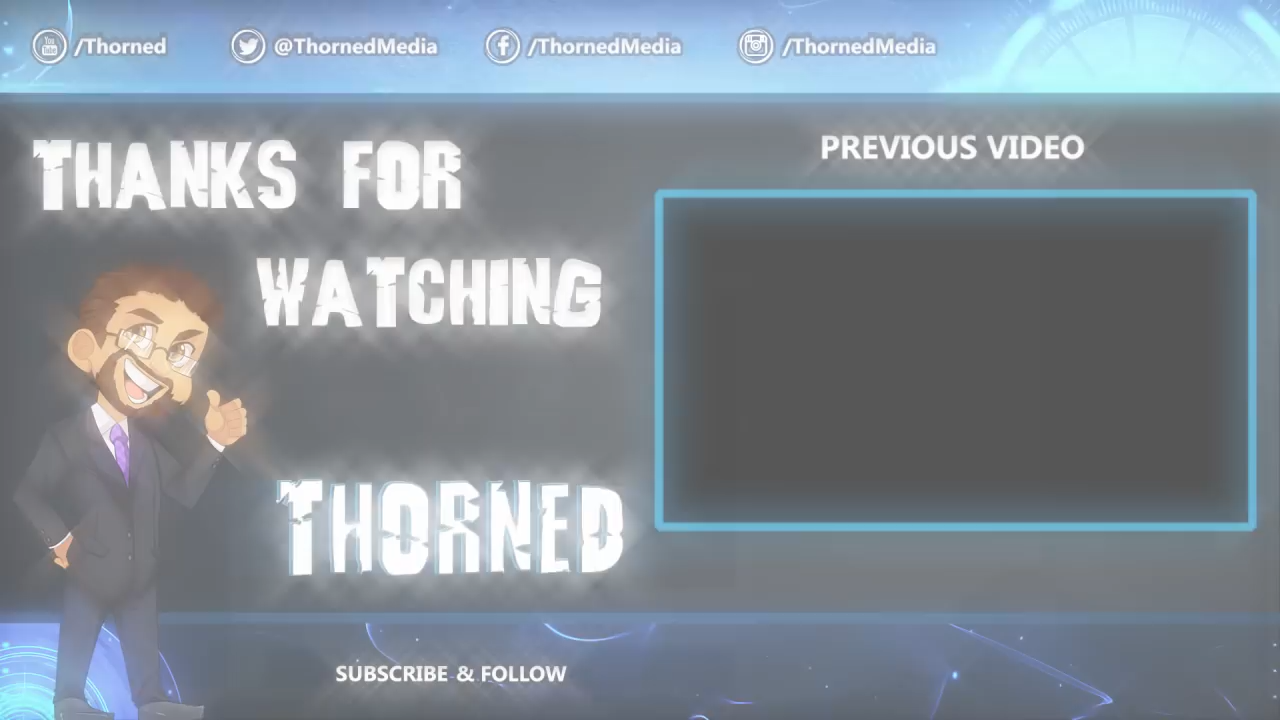 /Thorned @ThornedMedia /ThornedMedia /ThornedMedia
THANKS FOR
WATCHING
THORNED
PREVIOUS VIDEO
SUBSCRIBE & FOLLOW